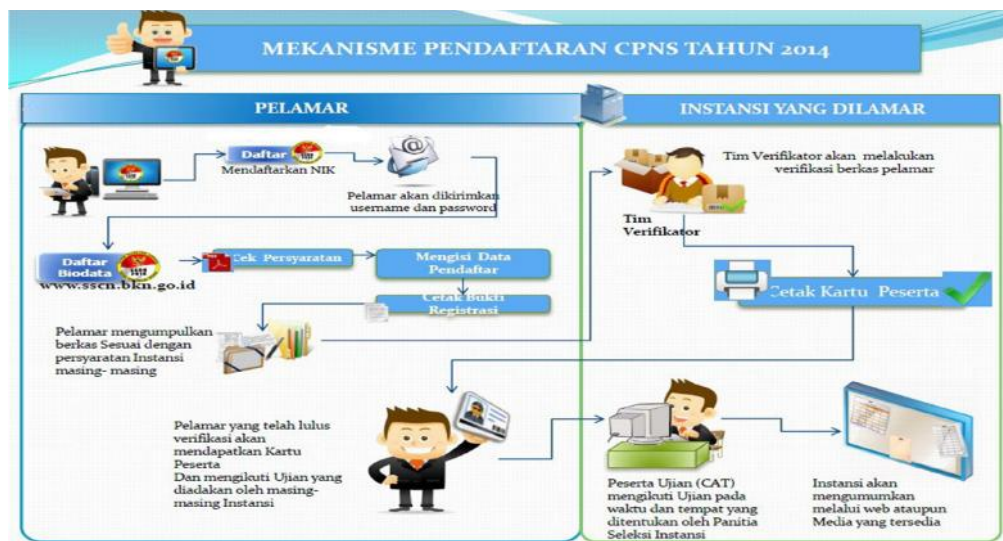 MEKANISME PENDAFTARAN CPNS TAHUN 2014
PELAMAR
INSTANSI YANG DILAMAR
Daftar
Mendaftarkan NIK
@
Pelamar akan dikirimkan
username dan password
Daftar
Biodata
www.sscn.bkn.go.id
Cek Persyaratan
Mengisi Data
Pendaftar
Cetak Bukti
Registrasi
Pelamar mengumpulkan
berkas Sesuai dengan
persyaratan Instansi
masing- masing
Tim Verifikator akan melakukan
verifikasi berkas pelamar
Tim
Verifikator
Cetak Kartu Peserta
Pelamar yang telah lulus
verifikasi akan
mendapatkan Kartu
Peserta
Dan mengikuti Ujian yang
diadakan oleh masing-
masing Instansi
Peserta Ujian (CAT)
mengikuti Ujian pada
waktu dan tempat yang
ditentukan oleh Panitia
Seleksi Instansi
Instansi akan
mengumumkan
melalui web ataupun
Media yang tersedia